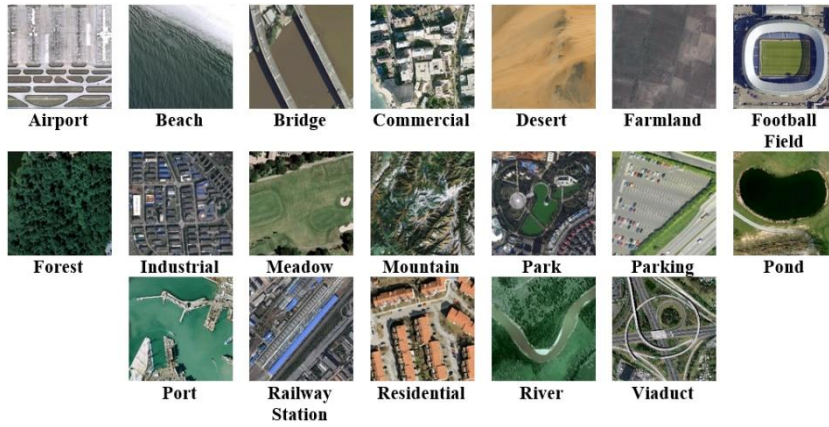 Airport Beach Bridge Commercial Desert Farmland Football Field
Forest Industrial Meadow Mountain Park Parking Pond
Port Railway Station Residential River Viaduct